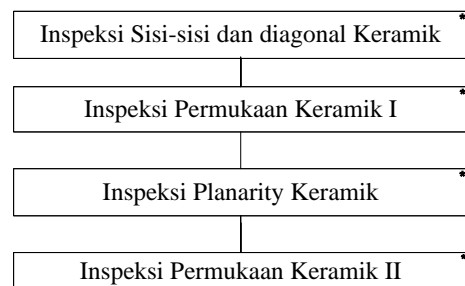 Inspeksi Sisi-sisi dan diagonal Keramik *
Inspeksi Permukaan Keramik I *
Inspeksi Planarity Keramik *
Inspeksi Permukaan Keramik II *